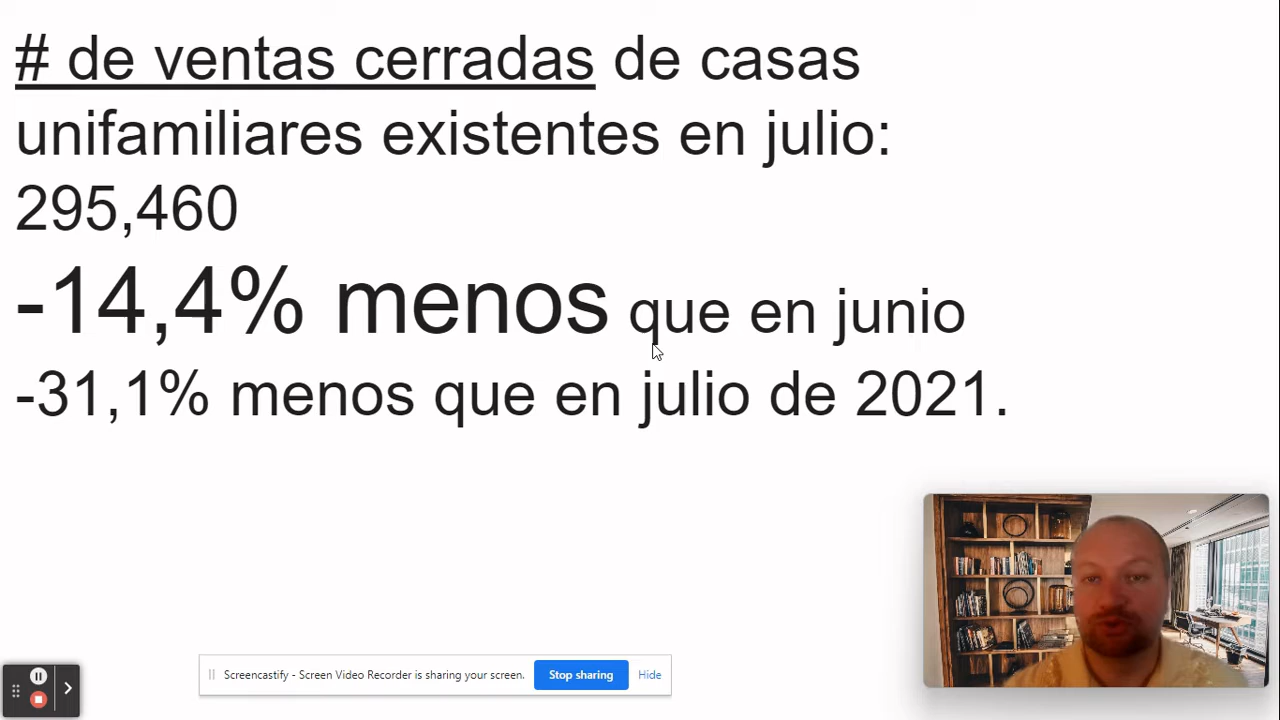 # de ventas cerradas de casas
unifamiliares existentes en julio:
295,460
-14,4% menos que en junio
-31,1% menos que en julio de 2021.
Screencastify - Screen Video Recorder is sharing your screen. Stop sharing Hide